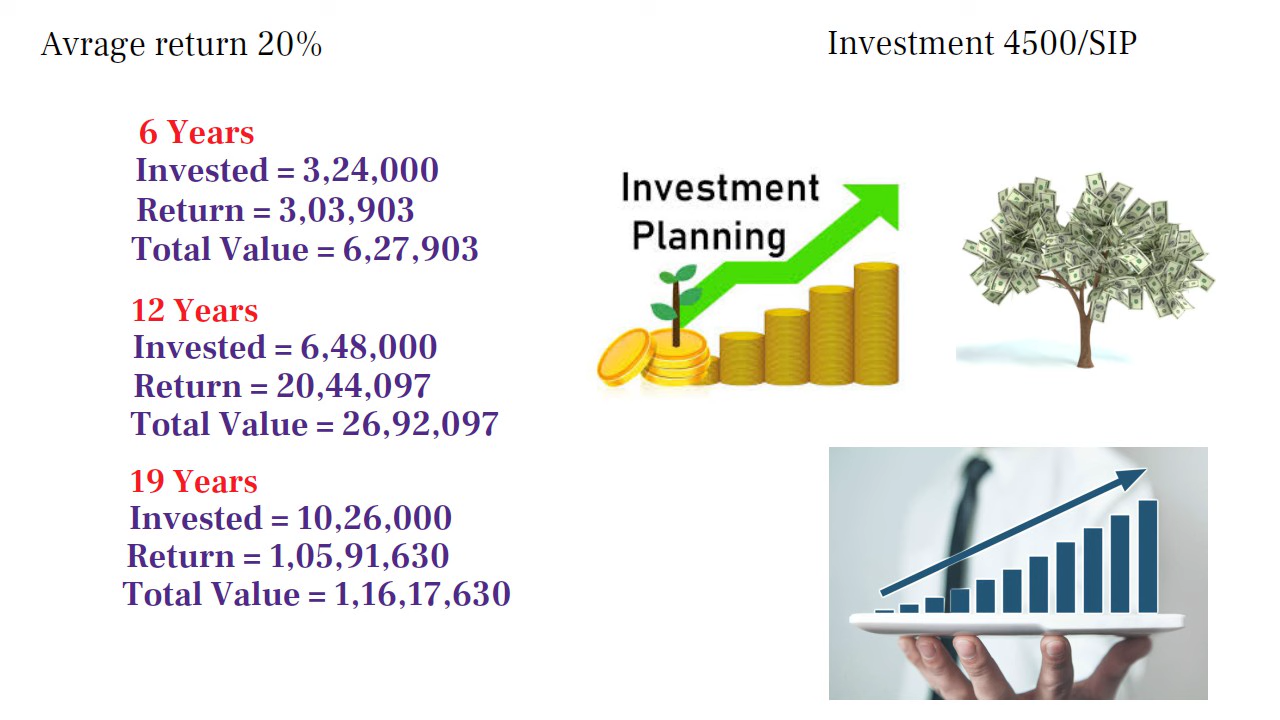 Avrage return 20%
Investment 4500/SIP
6 Years
Invested = 3,24,000
Return = 3,03,903
Total Value = 6,27,903
12 Years
Invested = 6,48,000
Return = 20,44,097
Total Value = 26,92,097
19 Years
Invested = 10,26,000
Return = 1,05,91,630
Total Value = 1,16,17,630
Investment
Planning